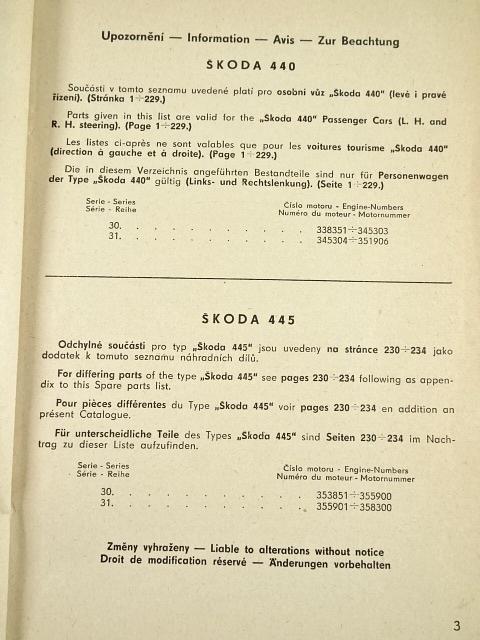 Upozornění — Information — Avis — Zur Beachtung
ŠKODA 440
Součásti v tomto seznamu uvedené platí pro osobní vůz „Škoda 440" (levé i pravé
řízení). (Stránka 1÷229.)
Parts given in this list are valid for the „Škoda 440" Passenger Cars (L. H. and
R. H. steering). (Page 1÷229.)
Les listes ci-après ne sont valables que pour les voitures tourisme „Škoda 440"
(direction à gauche et à droite). (Page 1÷229.)
Die in diesem Verzeichnis angeführten Bestandteile sind nur für Personenwagen
der Type „Škoda 440" gültig (Links- und Rechtslenkung). (Seite 1÷229.)
Serie - Series Číslo motoru - Engine-Numbers
Série - Reihe Numéro du moteur - Motornummer
30. . . . . . . . . . . 338351÷345303
31. . . . . . . . . . . 345304÷351906
ŠKODA 445
Odchylné součásti pro typ „Škoda 445" jsou uvedeny na stránce 230÷234 jako
dodatek k tomuto seznamu náhradních dílů.
For differing parts of the type „Škoda 445" see pages 230÷234 following as appen-
dix to this Spare parts list.
Pour pièces différentes du Type „Škoda 445" voir pages 230÷234 en addition an
présent Catalogue.
Für unterscheidliche Teile des Types „Škoda 445" sind Seiten 230÷234 im Nach-
trag zu dieser Liste aufzufinden.
Serie - Series Číslo motoru - Engine-Numbers
Série - Reihe Numéro du moteur - Motornummer
30. . . . . . . . . . . 353851÷355900
31. . . . . . . . . . . 355901÷358300
Změny vyhraženy — Liable to alterations without notice
Droit de modification réservé — Änderungen vorbehalten
3